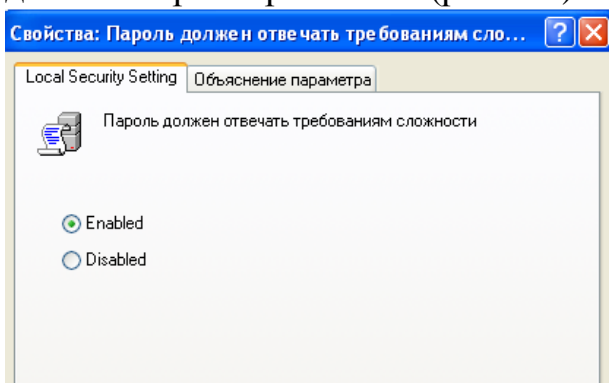 Свойства: Пароль должен отвечать требованиям сло...
Local Security Setting Объяснение параметра
Пароль должен отвечать требованиям сложности
Enabled
Disabled